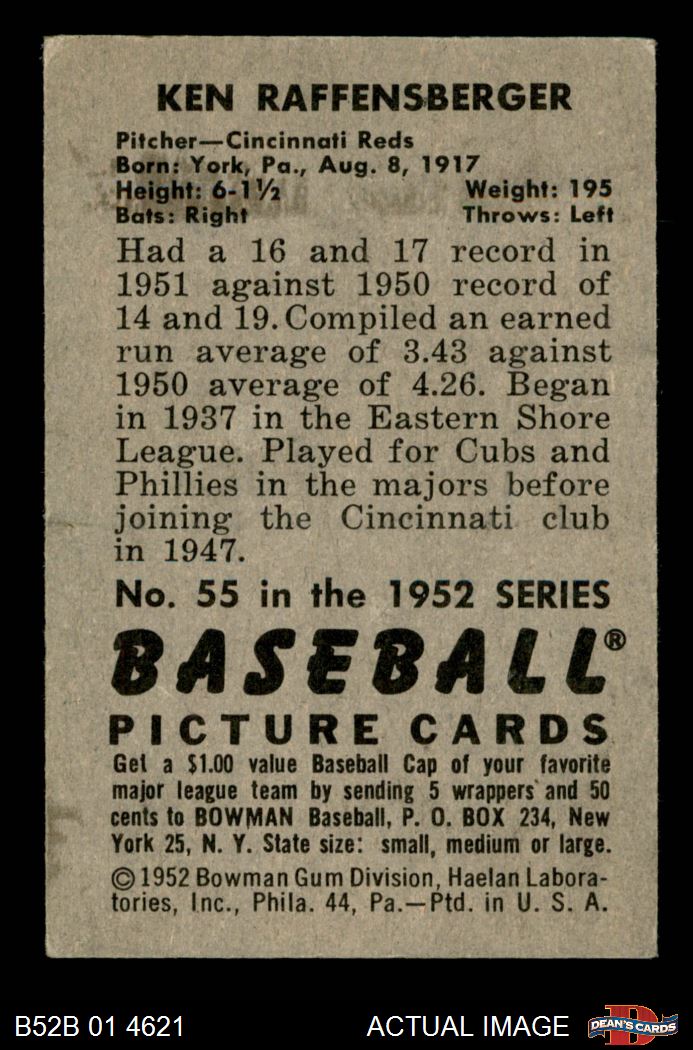 KEN RAFFENSBERGER
Pitcher—Cincinnati Reds
Born: York, Pa., Aug. 8, 1917
Height: 6-1½ Weight: 195
Bats: Right Throws: Left
Had a 16 and 17 record in
1951 against 1950 record of
14 and 19. Compiled an earned
run average of 3.43 against
1950 average of 4.26. Began
in 1937 in the Eastern Shore
League. Played for Cubs and
Phillies in the majors before
joining the Cincinnati club
in 1947.
No. 55 in the 1952 SERIES
BASEBALL®
PICTURE CARDS
Get a $1.00 value Baseball Cap of your favorite
major league team by sending 5 wrappers and 50
cents to BOWMAN Baseball, P. O. BOX 234, New
York 25, N. Y. State size: small, medium or large.
©1952 Bowman Gum Division, Haelan Labora-
tories, Inc., Phila. 44, Pa.—Ptd. in U. S. A.
B52B 01 4621 ACTUAL IMAGE D DEAN'S CARDS